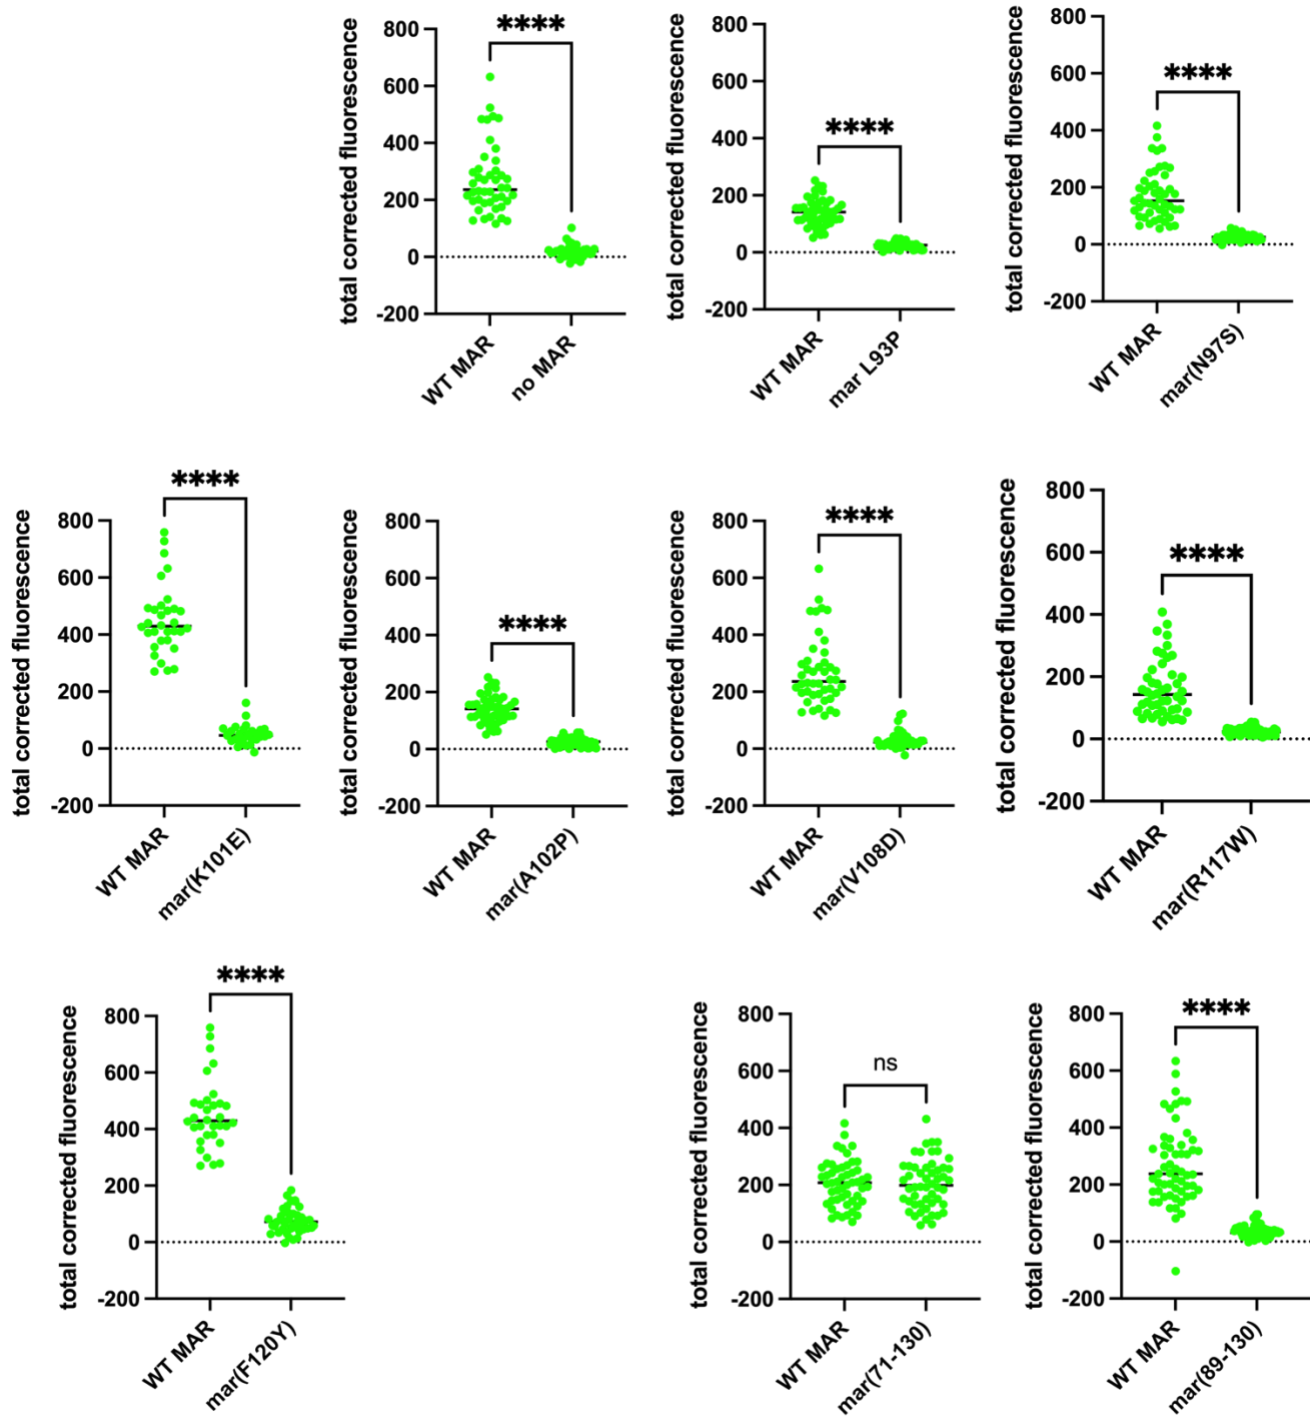 ****
total corrected fluorescence
800
600
400
200
0
-200
WT MAR
no MAR
****
total corrected fluorescence
800
600
400
200
0
-200
WT MAR
mar L93P
****
total corrected fluorescence
800
600
400
200
0
-200
WT MAR
mar(N97S)
****
total corrected fluorescence
800
600
400
200
0
-200
WT MAR
mar(K101E)
****
total corrected fluorescence
800
600
400
200
0
-200
WT MAR
mar(A102P)
****
total corrected fluorescence
800
600
400
200
0
-200
WT MAR
mar(V108D)
****
total corrected fluorescence
800
600
400
200
0
-200
WT MAR
mar(R117W)
****
total corrected fluorescence
800
600
400
200
0
-200
WT MAR
mar(F120Y)
ns
total corrected fluorescence
800
600
400
200
0
-200
WT MAR
mar(71-130)
****
total corrected fluorescence
800
600
400
200
0
-200
WT MAR
mar(89-130)